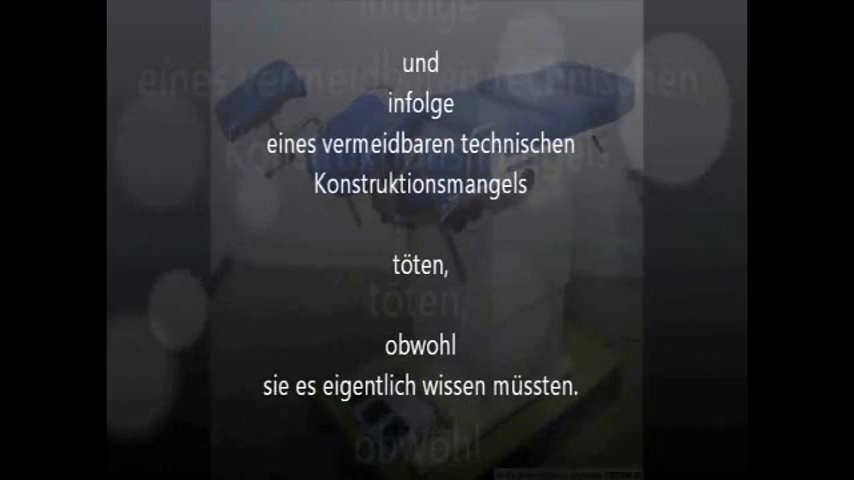 und
infolge
eines vermeidbaren technischen
Konstruktionsmangels
töten,
obwohl
sie es eigentlich wissen müssten.